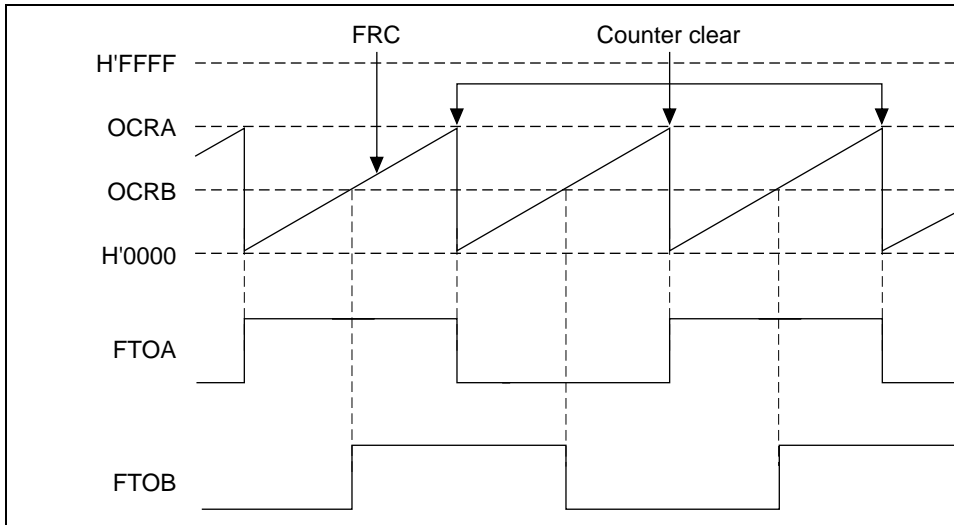 FRC Counter clear
H'FFFF
OCRA
OCRB
H'0000
FTOA
FTOB